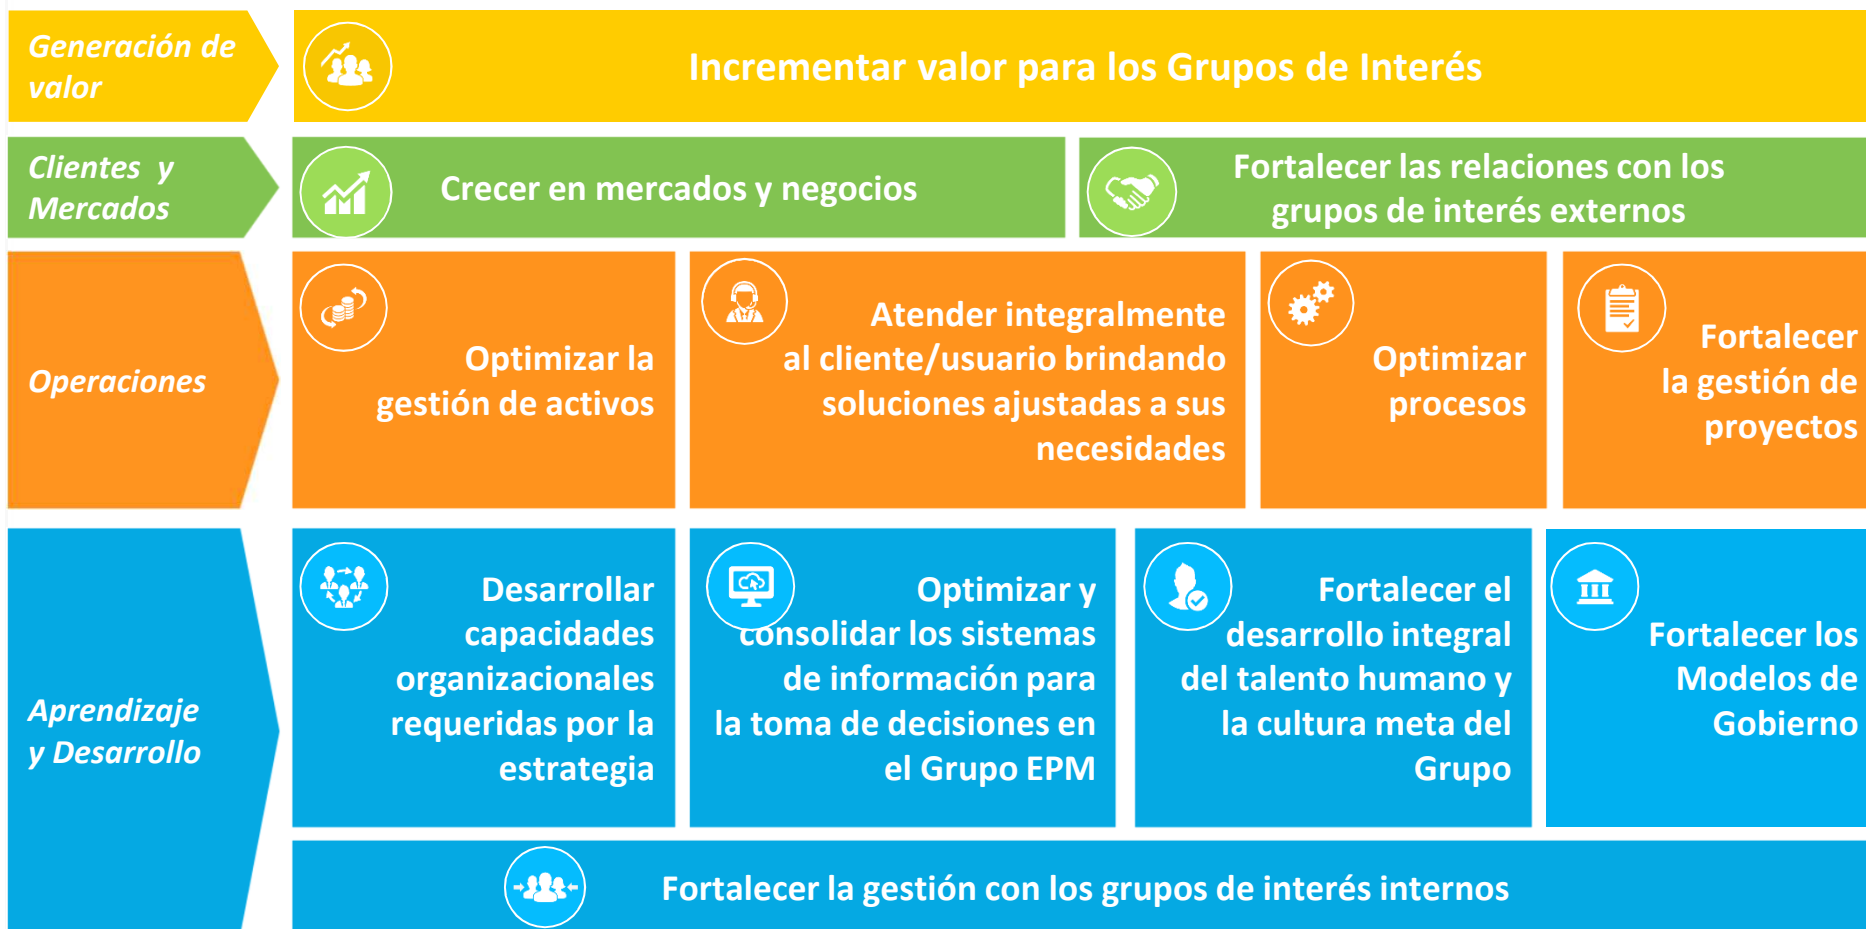 Generación de
valor
Incrementar valor para los Grupos de Interés
Clientes y
Mercados
Crecer en mercados y negocios
Fortalecer las relaciones con los
grupos de interés externos
Operaciones
Optimizar la
gestión de activos
Atender integralmente
al cliente/usuario brindando
soluciones ajustadas a sus
necesidades
Optimizar
procesos
Fortalecer
la gestión de
proyectos
Aprendizaje
y Desarrollo
Desarrollar
capacidades
organizacionales
requeridas por la
estrategia
Optimizar y
consolidar los sistemas
de información para
la toma de decisiones en
el Grupo EPM
Fortalecer el
desarrollo integral
del talento humano y
la cultura meta del
Grupo
Fortalecer los
Modelos de
Gobierno
Fortalecer la gestión con los grupos de interés internos